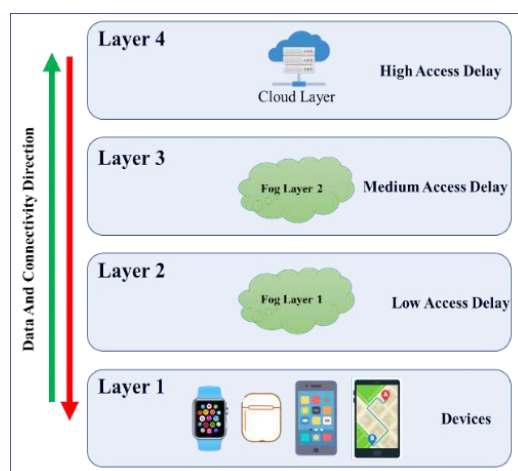 Data And Connectivity Direction
Layer 4
Cloud Layer
High Access Delay
Layer 3
Fog Layer 2
Medium Access Delay
Layer 2
Fog Layer 1
Low Access Delay
Layer 1
Devices